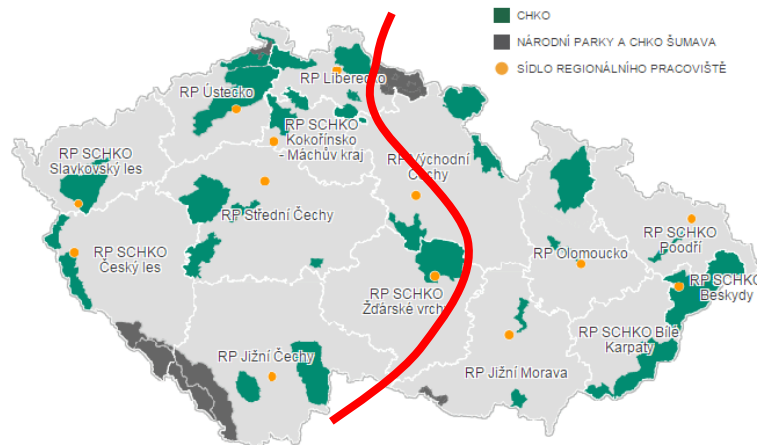 CHKO
NÁRODNÍ PARKY A CHKO ŠUMAVA
SÍDLO REGIONÁLNÍHO PRACOVIŠTĚ
RP Liberecko
RP Ústecko
RP SCHKO
Kokořínsko
- Máchův kraj
RP SCHKO
Slavkovský les
RP Východní
Čechy
RP Střední Čechy
RP SCHKO
Český les
RP SCHKO
Poodří
RP Olomoucko
RP SCHKO
Beskydy
RP SCHKO
Žďárské vrchy
RP SCHKO Bílé
Karpaty
RP Jižní Čechy
RP Jižní Morava